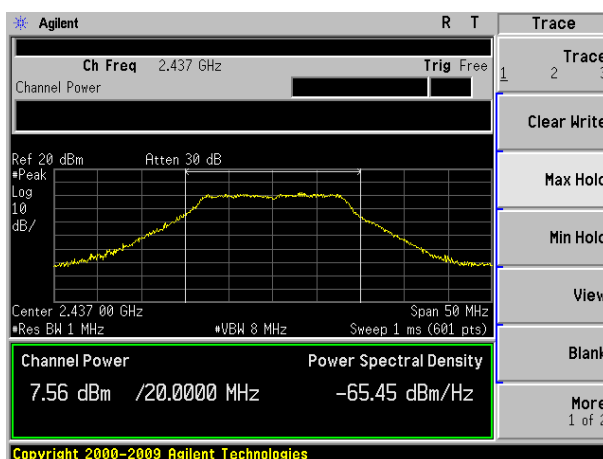 Agilent R T Trace
Ch Freq 2.437 GHz Trig Free
Channel Power
Trace
1 2 3
Clear Write
Max Hold
Min Hold
View
Blank
More
1 of 2
Ref 20 dBm Atten 30 dB
#Peak
Log
10
dB/
Center 2.437 00 GHz Span 50 MHz
#Res BW 1 MHz #VBW 8 MHz Sweep 1 ms (601 pts)
Channel Power Power Spectral Density
7.56 dBm /20.0000 MHz -65.45 dBm/Hz
Copyright 2000-2009 Agilent Technologies